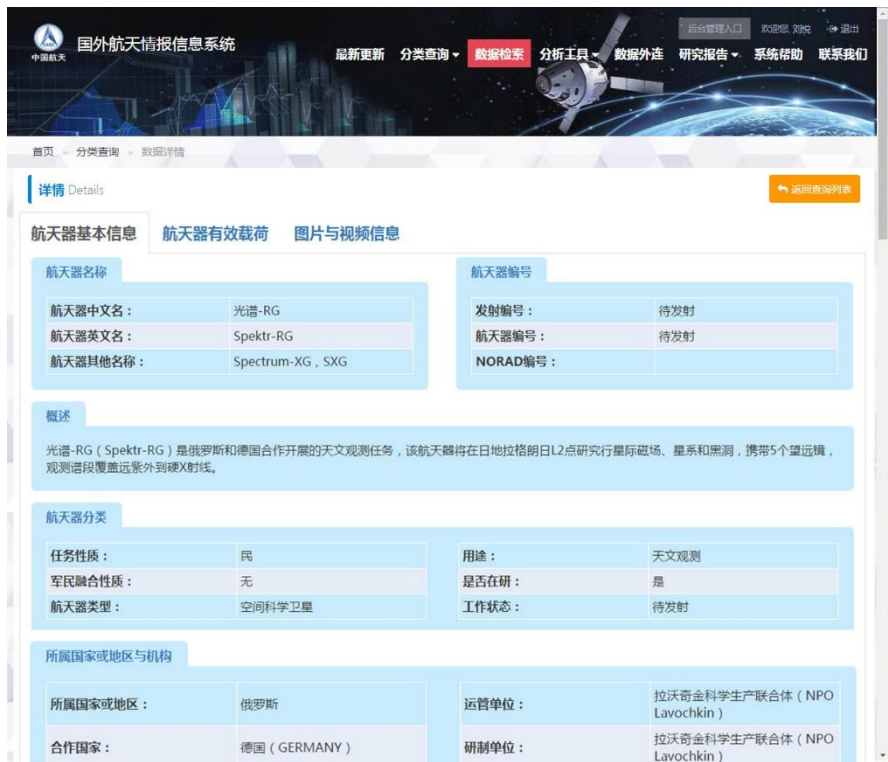 后台管理入口 欢迎您, 刘悦 退出
中国航天
国外航天情报信息系统
最新更新 分类查询 数据检索 分析工具 数据外连 研究报告 系统帮助 联系我们
首页 » 分类查询 » 数据详情
详情 Details
返回查询列表
航天器基本信息 航天器有效载荷 图片与视频信息
航天器名称
航天器中文名： 光谱-RG
航天器英文名： Spektr-RG
航天器其他名称： Spectrum-XG，SXG
航天器编号
发射编号： 待发射
航天器编号： 待发射
NORAD编号：
概述
光谱-RG（Spektr-RG）是俄罗斯和德国合作开展的天文观测任务，该航天器将在日地拉格朗日L2点研究行星际磁场、星系和黑洞，携带5个望远镜，
观测谱段覆盖远紫外到硬X射线。
航天器分类
任务性质： 民 用途： 天文观测
军民融合性质： 无 是否在研： 是
航天器类型： 空间科学卫星 工作状态： 待发射
所属国家或地区与机构
所属国家或地区： 俄罗斯 运管单位： 拉沃奇金科学生产联合体（NPO
Lavochkin）
合作国家： 德国（GERMANY） 研制单位： 拉沃奇金科学生产联合体（NPO
Lavochkin）